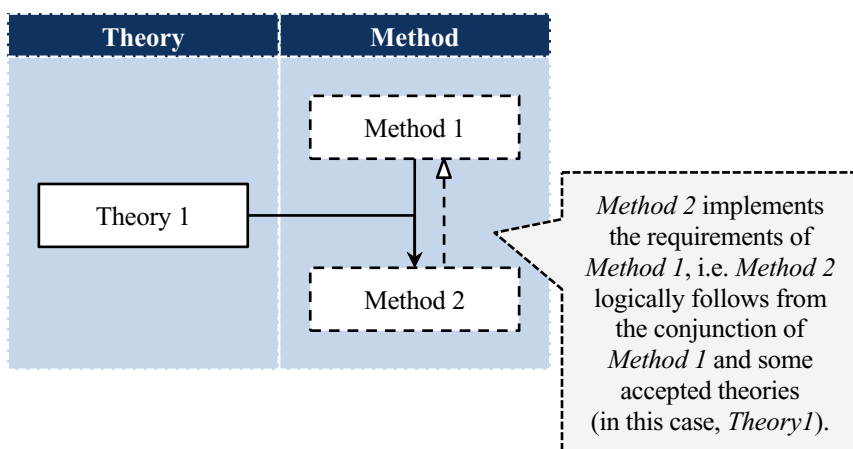 Theory
Method
Method 1
Theory 1
Method 2
Method 2 implements
the requirements of
Method 1, i.e. Method 2
logically follows from
the conjunction of
Method 1 and some
accepted theories
(in this case, Theory1).